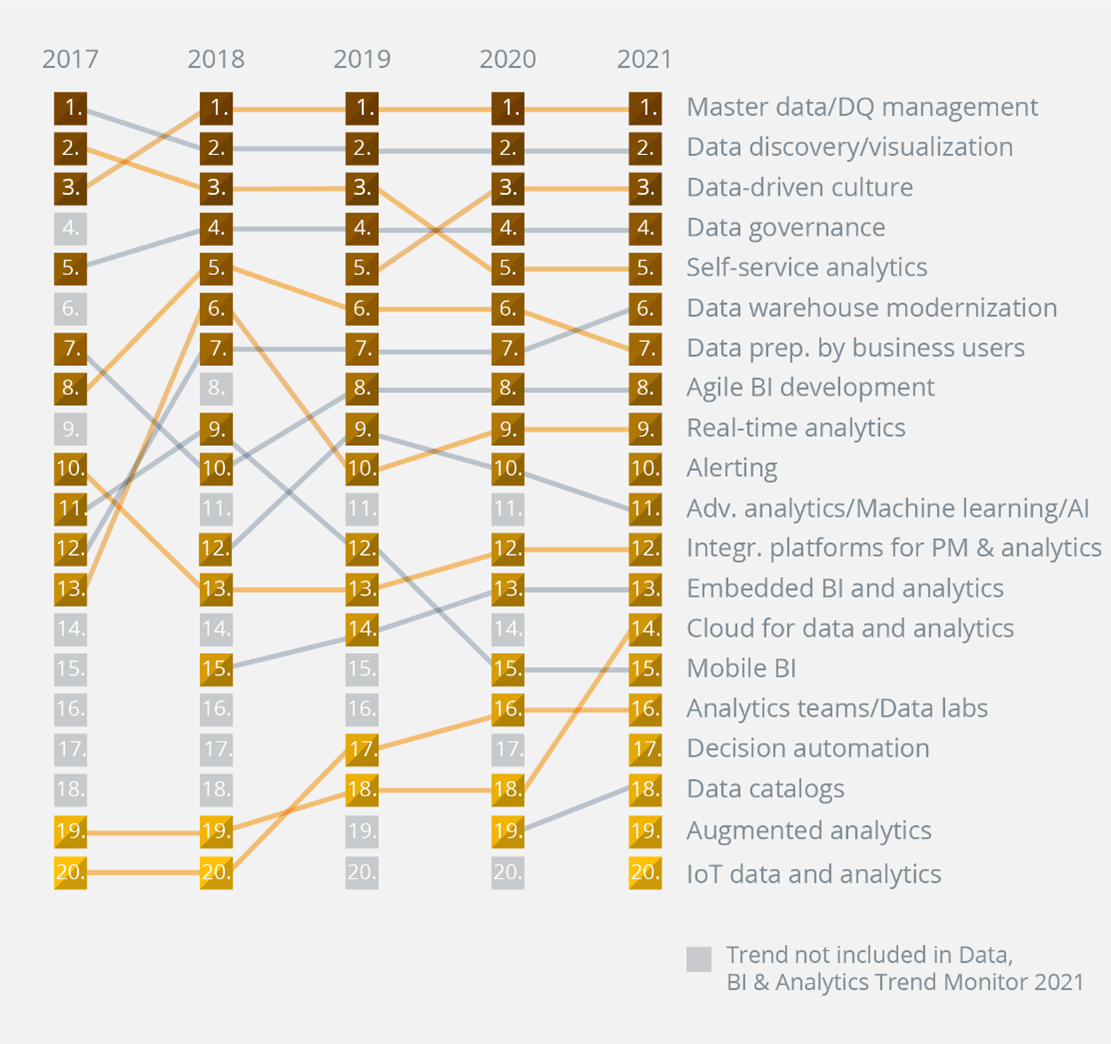 2017 2018 2019 2020 2021
1. 1. 1. 1. 1. Master data/DQ management
2. 2. 2. 2. 2. Data discovery/visualization
3. 3. 3. 3. 3. Data-driven culture
4. 4. 4. 4. 4. Data governance
5. 5. 5. 5. 5. Self-service analytics
6. 6. 6. 6. 6. Data warehouse modernization
7. 7. 7. 7. 7. Data prep. by business users
8. 8. 8. 8. 8. Agile BI development
9. 9. 9. 9. 9. Real-time analytics
10. 10. 10. 10. 10. Alerting
11. 11. 11. 11. 11. Adv. analytics/Machine learning/AI
12. 12. 12. 12. 12. Integr. platforms for PM & analytics
13. 13. 13. 13. 13. Embedded BI and analytics
14. 14. 14. 14. 14. Cloud for data and analytics
15. 15. 15. 15. 15. Mobile BI
16. 16. 16. 16. 16. Analytics teams/Data labs
17. 17. 17. 17. 17. Decision automation
18. 18. 18. 18. 18. Data catalogs
19. 19. 19. 19. 19. Augmented analytics
20. 20. 20. 20. 20. IoT data and analytics
Trend not included in Data,
BI & Analytics Trend Monitor 2021